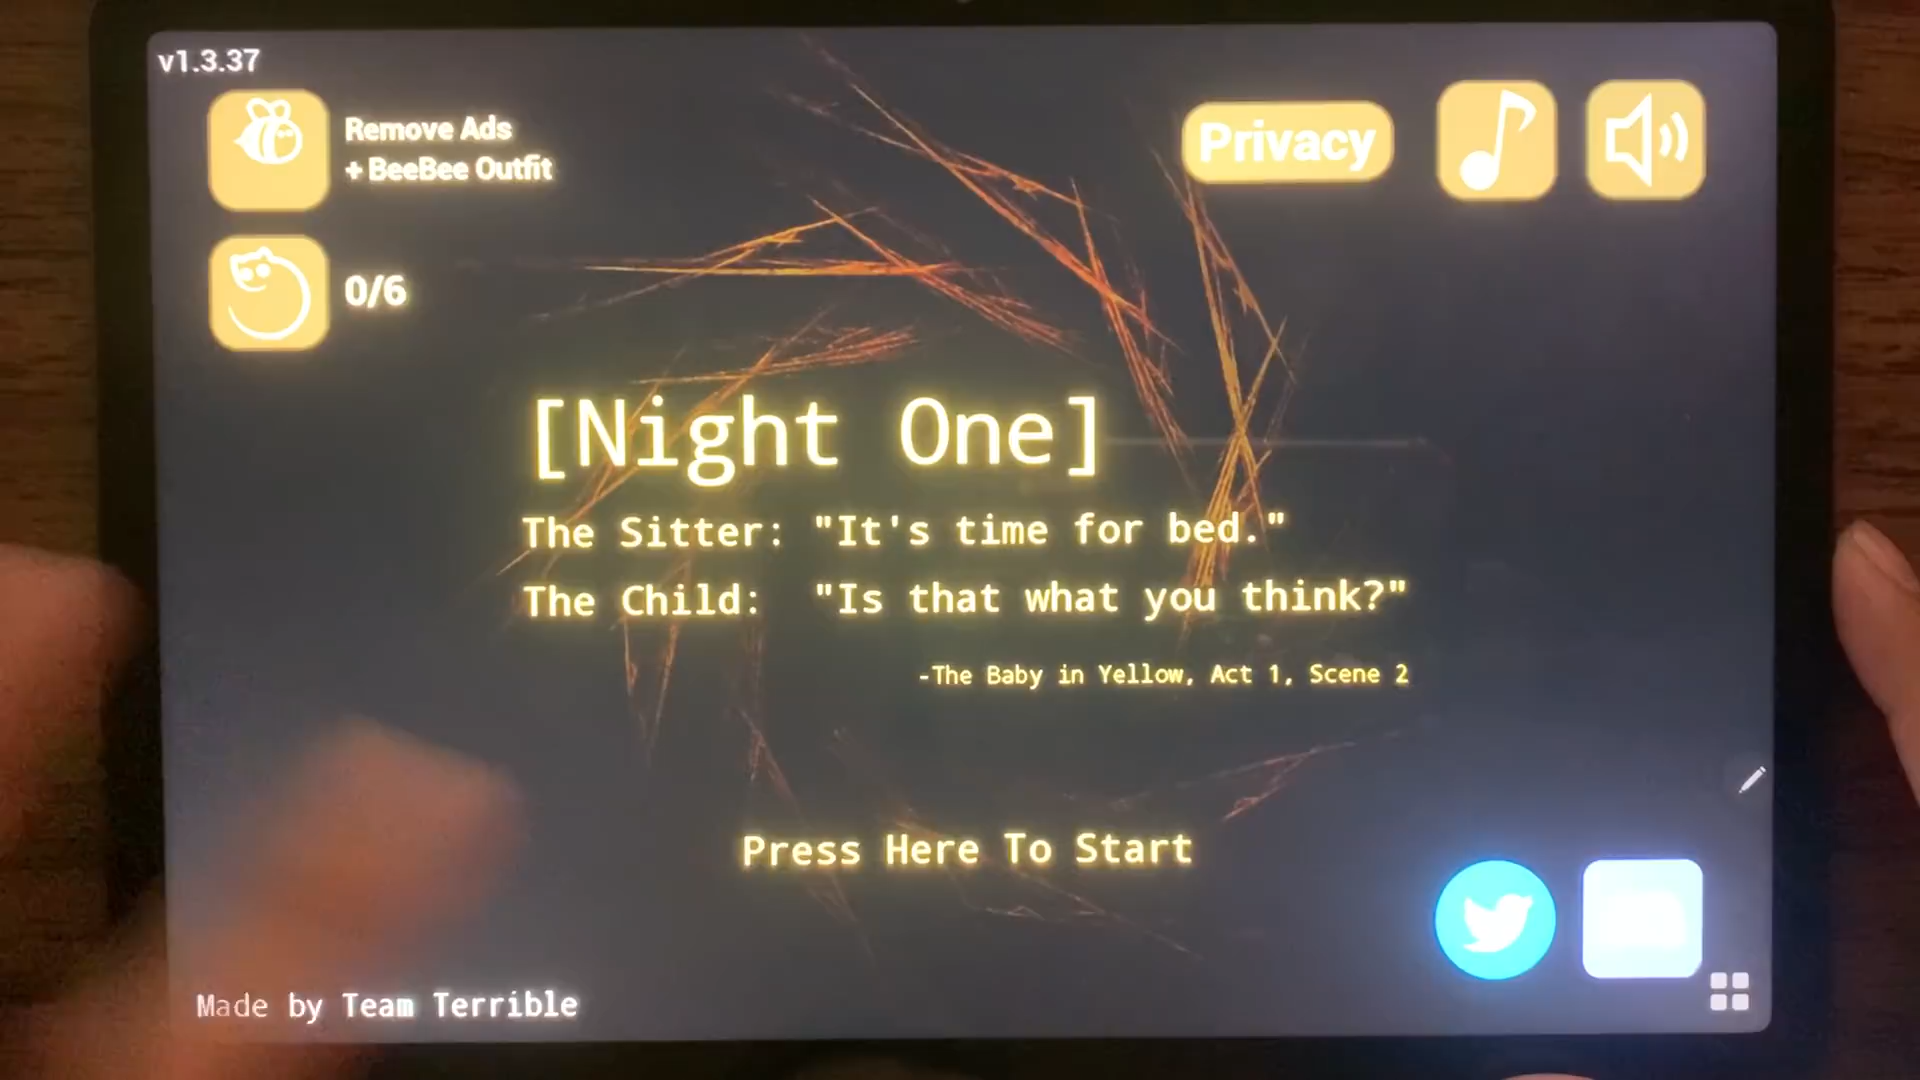 v1.3.37
Remove Ads
+ BeeBee Outfit
Privacy
0/6
[Night One]
The Sitter: "It's time for bed."
The Child: "Is that what you think?"
-The Baby in Yellow, Act 1, Scene 2
Press Here To Start
Made by Team Terrible